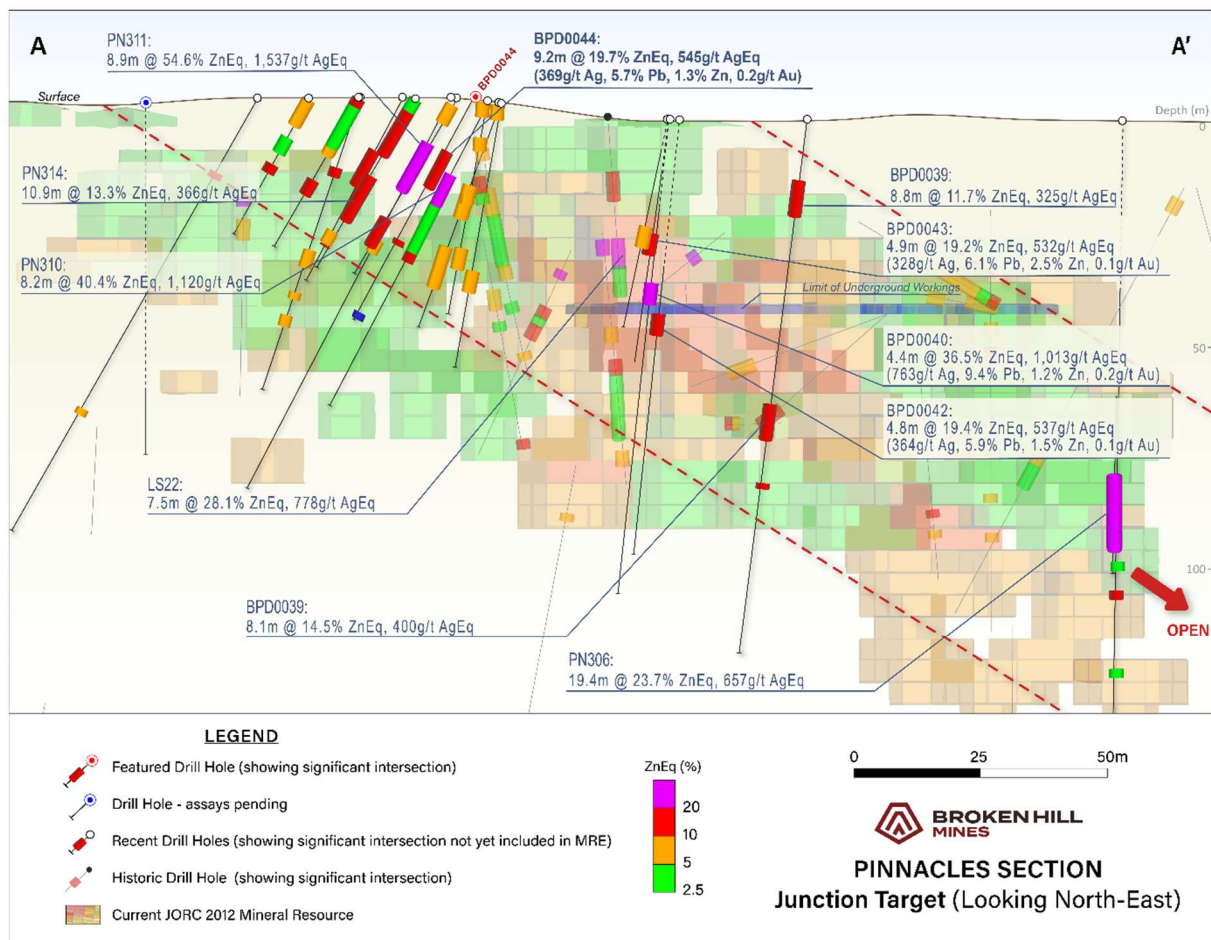 A
A'
PN311:
8.9m @ 54.6% ZnEq, 1,537g/t AgEq
BPD0044
BPD0044:
9.2m @ 19.7% ZnEq, 545g/t AgEq
(369g/t Ag, 5.7% Pb, 1.3% Zn, 0.2g/t Au)
Surface
Depth (m)
0
PN314:
10.9m @ 13.3% ZnEq, 366g/t AgEq
BPD0039:
8.8m @ 11.7% ZnEq, 325g/t AgEq
BPD0043:
4.9m @ 19.2% ZnEq, 532g/t AgEq
(328g/t Ag, 6.1% Pb, 2.5% Zn, 0.1g/t Au)
PN310:
8.2m @ 40.4% ZnEq, 1,120g/t AgEq
Limit of Underground Workings
BPD0040:
4.4m @ 36.5% ZnEq, 1,013g/t AgEq
(763g/t Ag, 9.4% Pb, 1.2% Zn, 0.2g/t Au)
50
BPD0042:
4.8m @ 19.4% ZnEq, 537g/t AgEq
(364g/t Ag, 5.9% Pb, 1.5% Zn, 0.1g/t Au)
LS22:
7.5m @ 28.1% ZnEq, 778g/t AgEq
100
BPD0039:
8.1m @ 14.5% ZnEq, 400g/t AgEq
OPEN
PN306:
19.4m @ 23.7% ZnEq, 657g/t AgEq
LEGEND
Featured Drill Hole (showing significant intersection)
Drill Hole - assays pending
Recent Drill Holes (showing significant intersection not yet included in MRE)
Historic Drill Hole (showing significant intersection)
Current JORC 2012 Mineral Resource
ZnEq (%)
20
10
5
2.5
0
25
50m
BROKEN HILL
MINES
PINNACLES SECTION
Junction Target (Looking North-East)